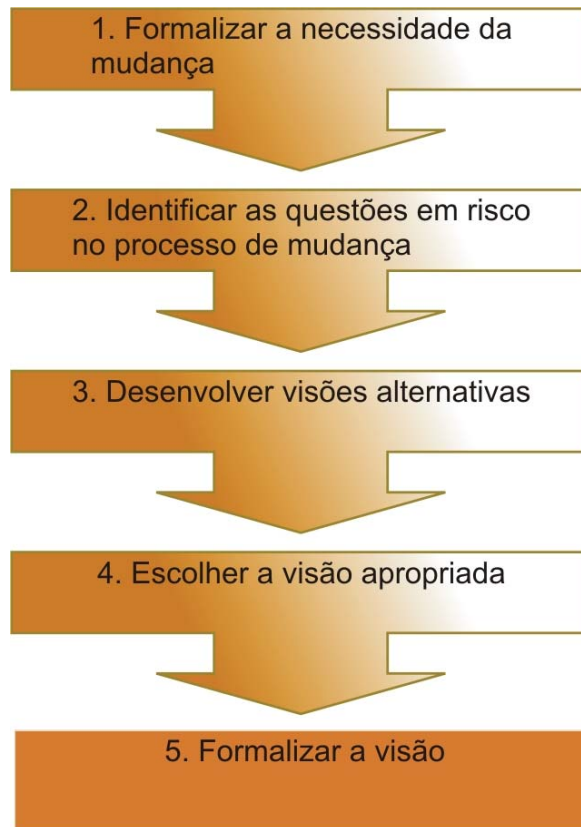 1. Formalizar a necessidade da
mudança
2. Identificar as questões em risco
no processo de mudança
3. Desenvolver visões alternativas
4. Escolher a visão apropriada
5. Formalizar a visão